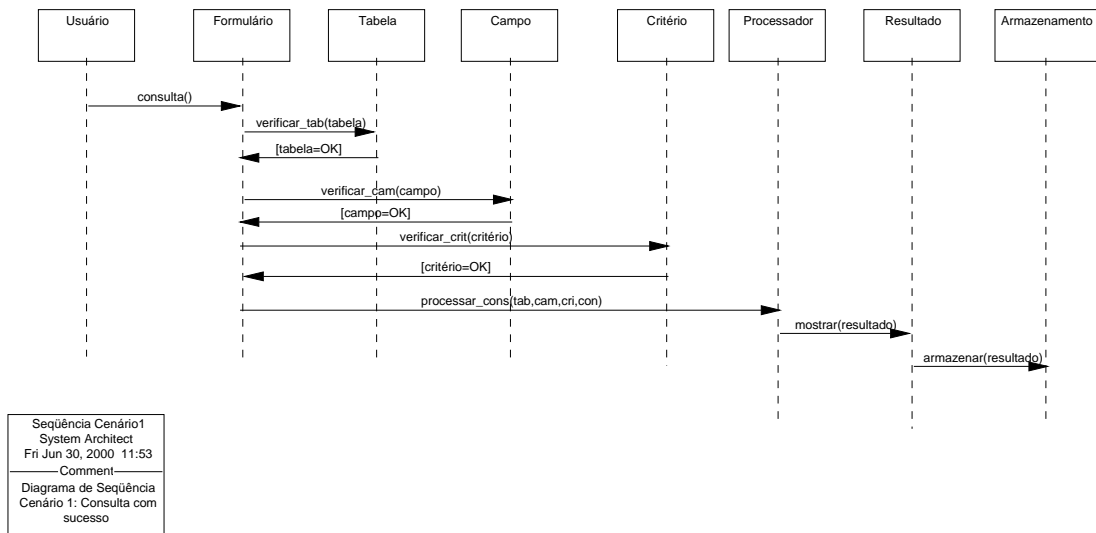 Usuário
Formulário
Tabela
Campo
Critério
Processador
Resultado
Armazenamento
consulta()
verificar_tab(tabela)
[tabela=OK]
verificar_cam(campo)
[campo=OK]
verificar_crit(critério)
[critério=OK]
processar_cons(tab,cam,cri,con)
mostrar(resultado)
armazenar(resultado)
Seqüência Cenário1
System Architect
Fri Jun 30, 2000 11:53
Comment
Diagrama de Seqüência
Cenário 1: Consulta com
sucesso